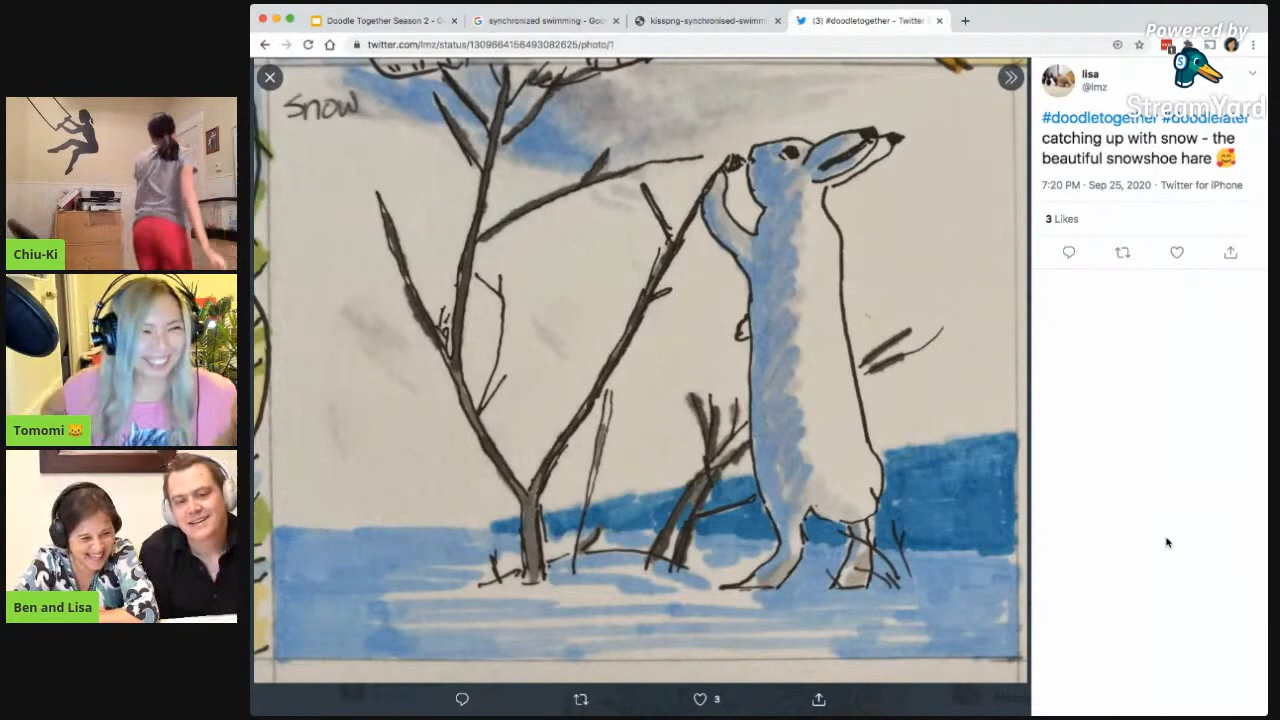 Doodle Together Season 2 - G
synchronized swimming - Goo
kisspng-synchronised-swimm
(3) #doodletogether - Twitter
twitter.com/lmz/status/1309664156493082625/photo/1
Powered by
StreamYard
Snow
lisa
@lmz
#doodletogether #doodlelater
catching up with snow - the
beautiful snowshoe hare 🥰
7:20 PM · Sep 25, 2020 · Twitter for iPhone
3 Likes
3
Chiu-Ki
Tomomi 🐱
Ben and Lisa